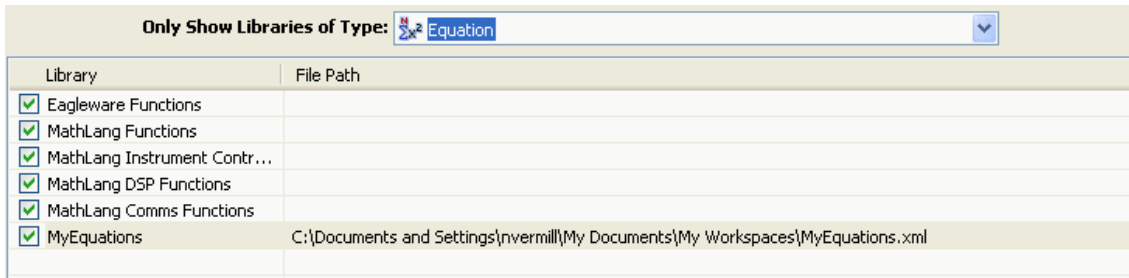 Only Show Libraries of Type: Equation
Library File Path
Eagleware Functions
MathLang Functions
MathLang Instrument Contr...
MathLang DSP Functions
MathLang Comms Functions
MyEquations C:\Documents and Settings\nvermill\My Documents\My Workspaces\MyEquations.xml